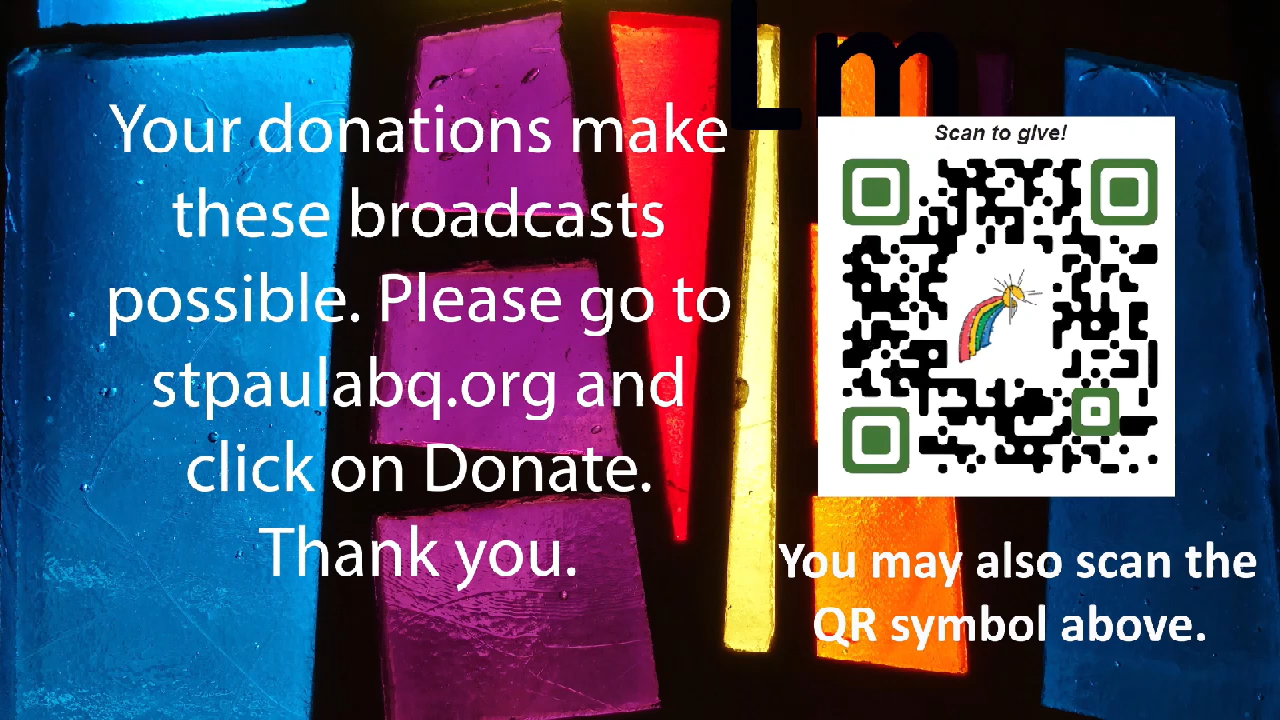 Your donations make
these broadcasts
possible. Please go to
stpaulabq.org and
click on Donate.
Thank you.
Lm
Scan to give!
You may also scan the
QR symbol above.